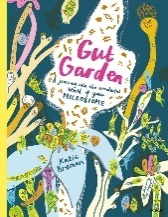 Gut
Garden
a journey into the wonderful
world of your
MICROBIOME
Katie
Brosnan